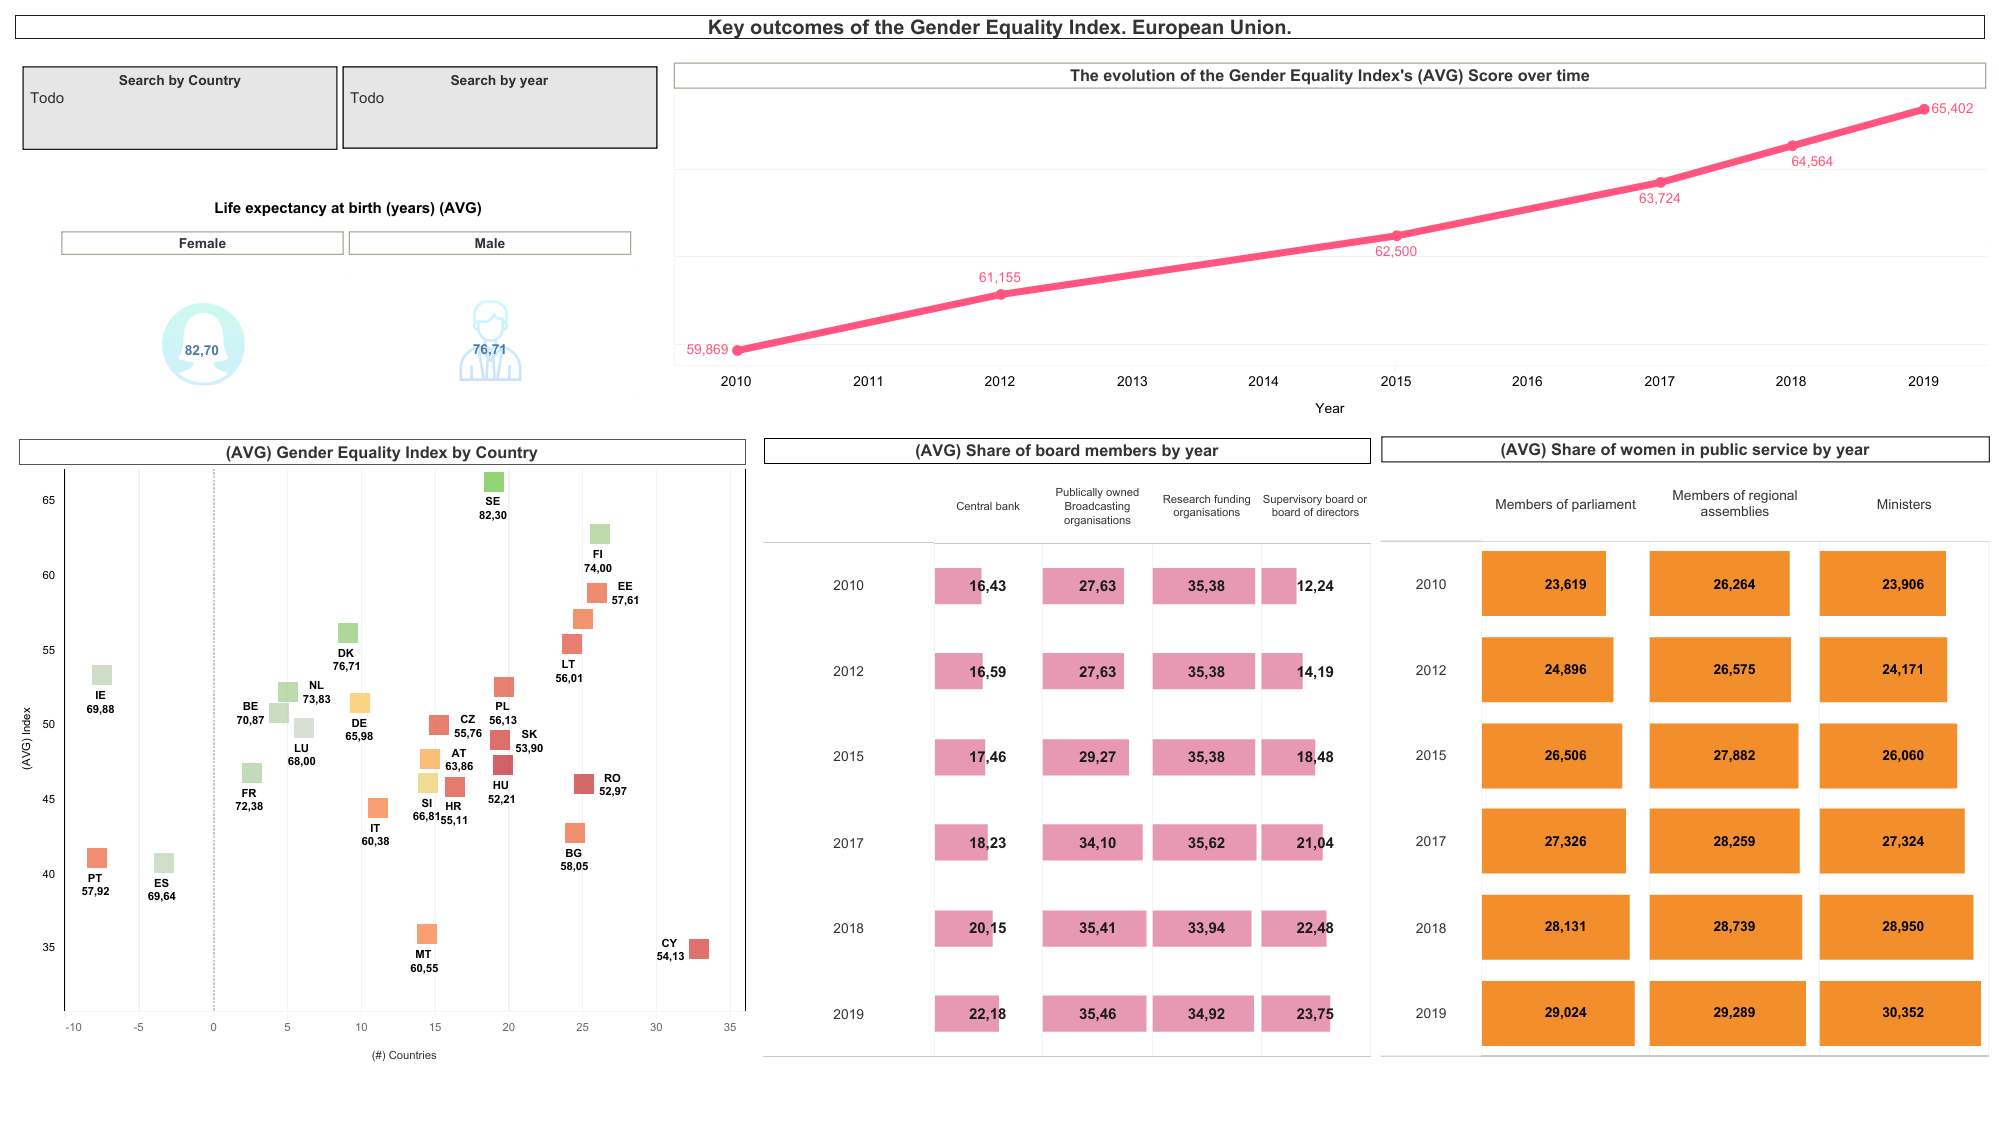 Key outcomes of the Gender Equality Index. European Union.
Search by Country
Todo
Search by year
Todo
Life expectancy at birth (years) (AVG)
Female
Male
82,70
76,71
The evolution of the Gender Equality Index's (AVG) Score over time
59,869
61,155
62,500
63,724
64,564
65,402
2010 2011 2012 2013 2014 2015 2016 2017 2018 2019
Year
(AVG) Gender Equality Index by Country
(AVG) Index
65
60
55
50
45
40
35
SE
82,30
FI
74,00
EE
57,61
DK
76,71
LT
56,01
IE
69,88
NL
73,83
BE
70,87
DE
65,98
LU
68,00
PL
56,13
CZ
55,76
SK
53,90
AT
63,86
FR
72,38
HU
52,21
RO
52,97
SI
66,81
HR
55,11
IT
60,38
BG
58,05
PT
57,92
ES
69,64
MT
60,55
CY
54,13
-10 -5 0 5 10 15 20 25 30 35
(#) Countries
(AVG) Share of board members by year
Central bank
Publically owned
Broadcasting
organisations
Research funding
organisations
Supervisory board or
board of directors
2010 16,43 27,63 35,38 12,24
2012 16,59 27,63 35,38 14,19
2015 17,46 29,27 35,38 18,48
2017 18,23 34,10 35,62 21,04
2018 20,15 35,41 33,94 22,48
2019 22,18 35,46 34,92 23,75
(AVG) Share of women in public service by year
Members of parliament
Members of regional
assemblies
Ministers
2010 23,619 26,264 23,906
2012 24,896 26,575 24,171
2015 26,506 27,882 26,060
2017 27,326 28,259 27,324
2018 28,131 28,739 28,950
2019 29,024 29,289 30,352